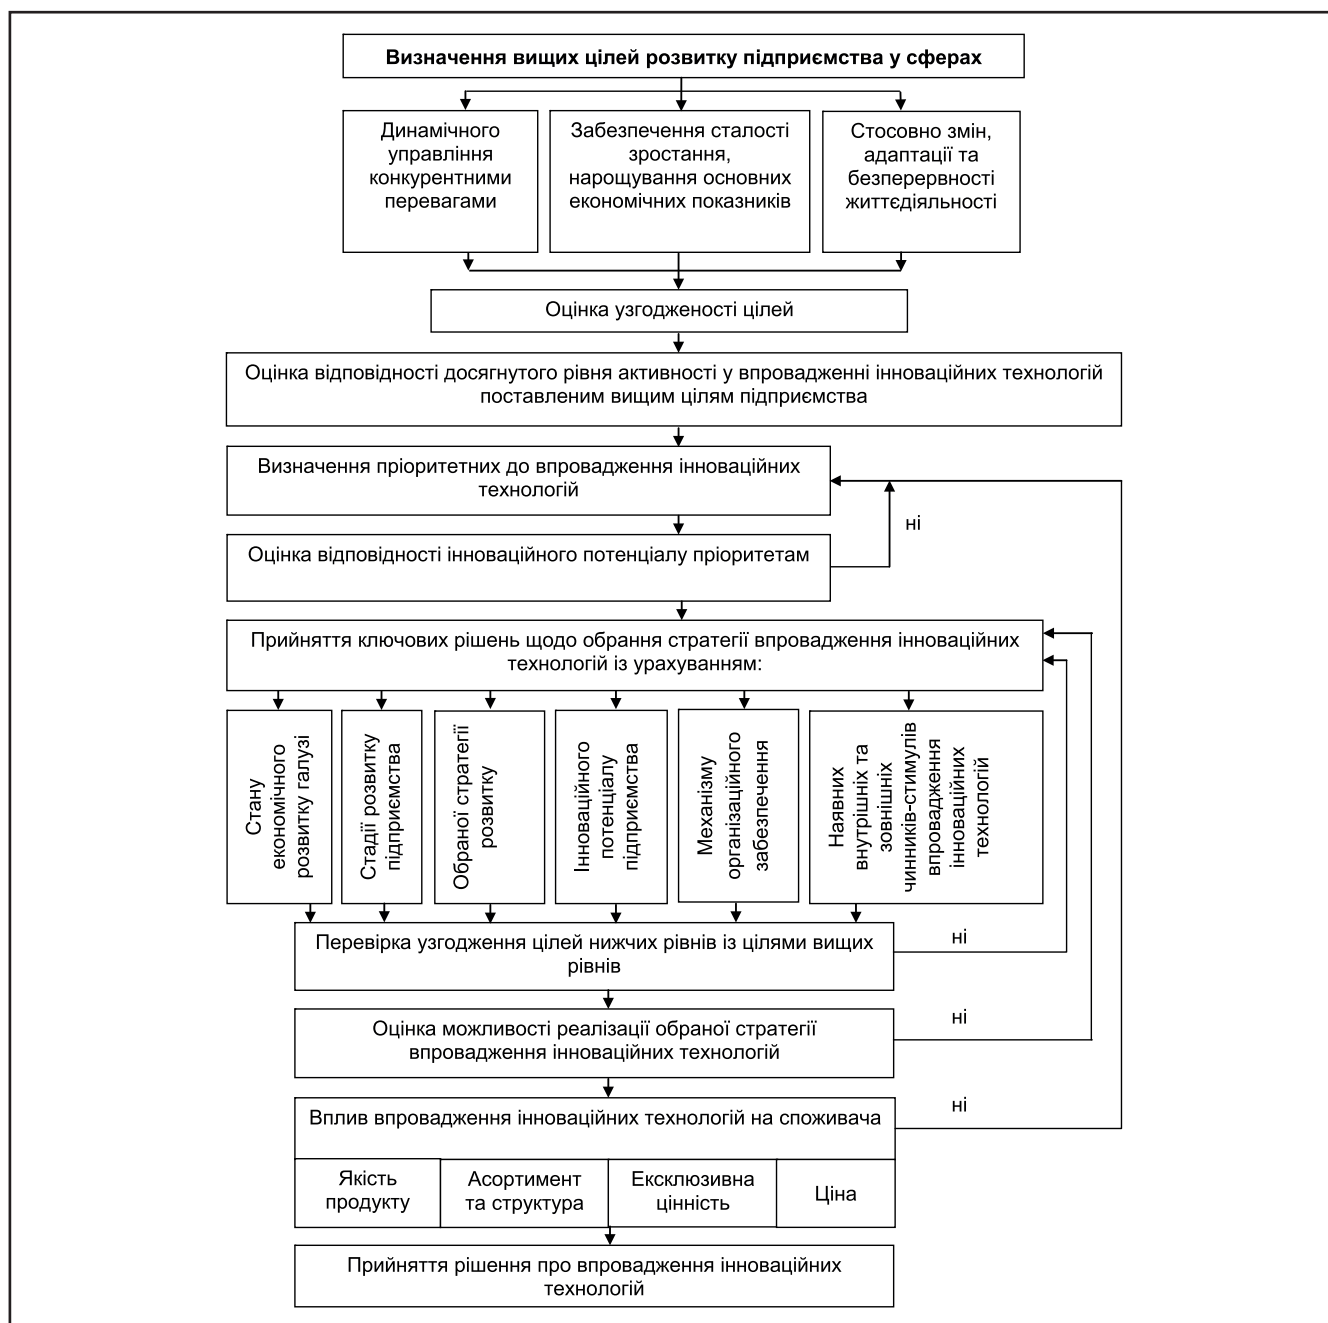 Визначення вищих цілей розвитку підприємства у сферах
Динамічного
управління
конкурентними
перевагами
Забезпечення сталості
зростання,
нарощування основних
економічних показників
Стосовно змін,
адаптації та
безперервності
життєдіяльності
Оцінка узгодженості цілей
Оцінка відповідності досягнутого рівня активності у впровадженні інноваційних технологій
поставленим вищим цілям підприємства
Визначення пріоритетних до впровадження інноваційних
технологій
ні
Оцінка відповідності інноваційного потенціалу пріоритетам
Прийняття ключових рішень щодо обрання стратегії впровадження інноваційних
технологій із урахуванням:
Стану
економічного
розвитку галузі
Стадії розвитку
підприємства
Обраної стратегії
розвитку
Інноваційного
потенціалу
підприємства
Механізму
організаційного
забезпечення
Наявних
внутрішніх та
зовнішніх
чинників-стимулів
впровадження
інноваційних
технологій
Перевірка узгодження цілей нижчих рівнів із цілями вищих
рівнів
ні
Оцінка можливості реалізації обраної стратегії
впровадження інноваційних технологій
ні
Вплив впровадження інноваційних технологій на споживача
ні
Якість
продукту
Асортимент
та структура
Ексклюзивна
цінність
Ціна
Прийняття рішення про впровадження інноваційних
технологій